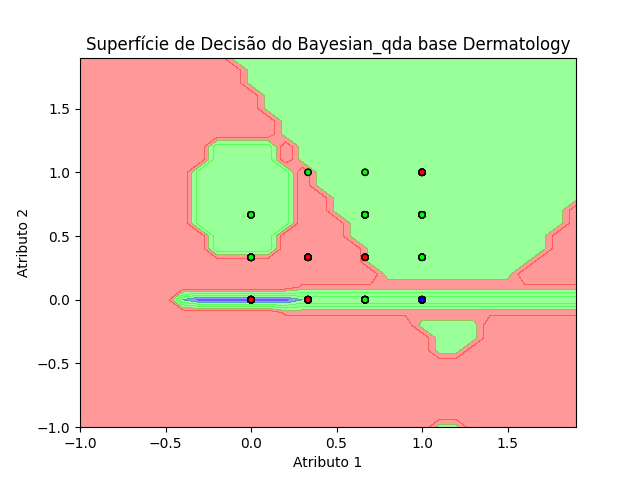 Superfície de Decisão do Bayesian_qda base Dermatology
1.5
1.0
0.5
0.0
−0.5
−1.0
Atributo 2
−1.0 −0.5 0.0 0.5 1.0 1.5
Atributo 1